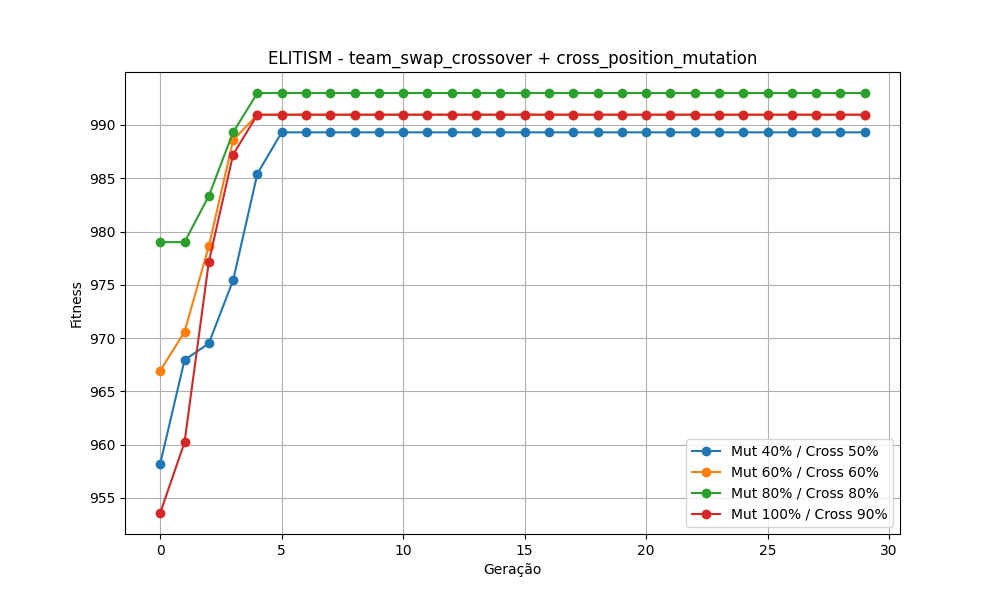 ELITISM - team_swap_crossover + cross_position_mutation
Fitness
990
985
980
975
970
965
960
955
0 5 10 15 20 25 30
Geração
Mut 40% / Cross 50%
Mut 60% / Cross 60%
Mut 80% / Cross 80%
Mut 100% / Cross 90%